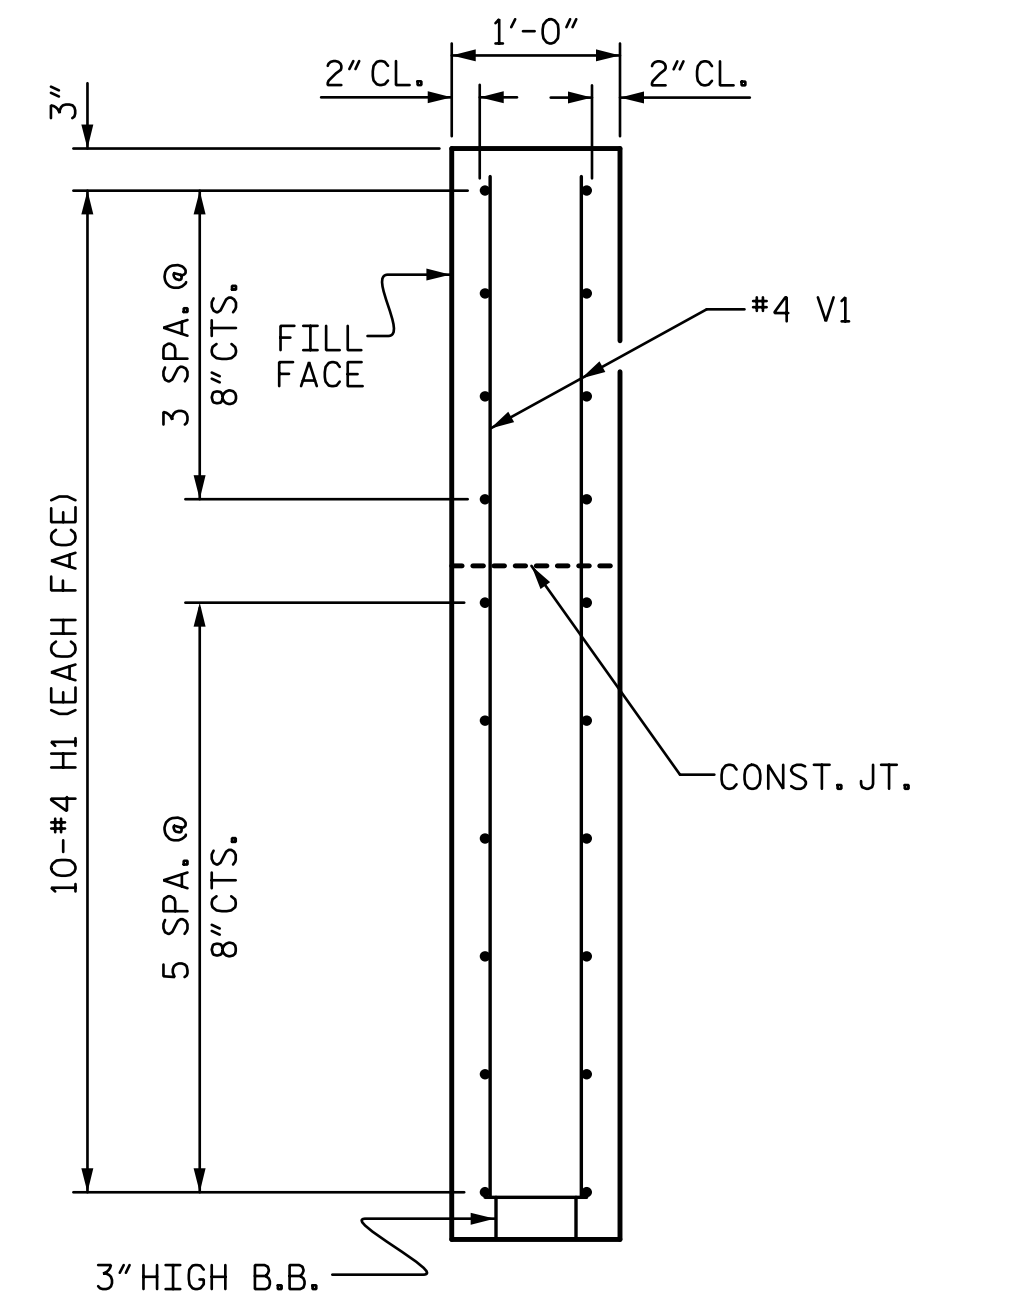 1'-0"
2" CL.
2" CL.
3"
3 SPA. @
8" CTS.
FILL
FACE
#4 V1
10-#4 H1 (EACH FACE)
CONST. JT.
5 SPA. @
8" CTS.
3" HIGH B.B.